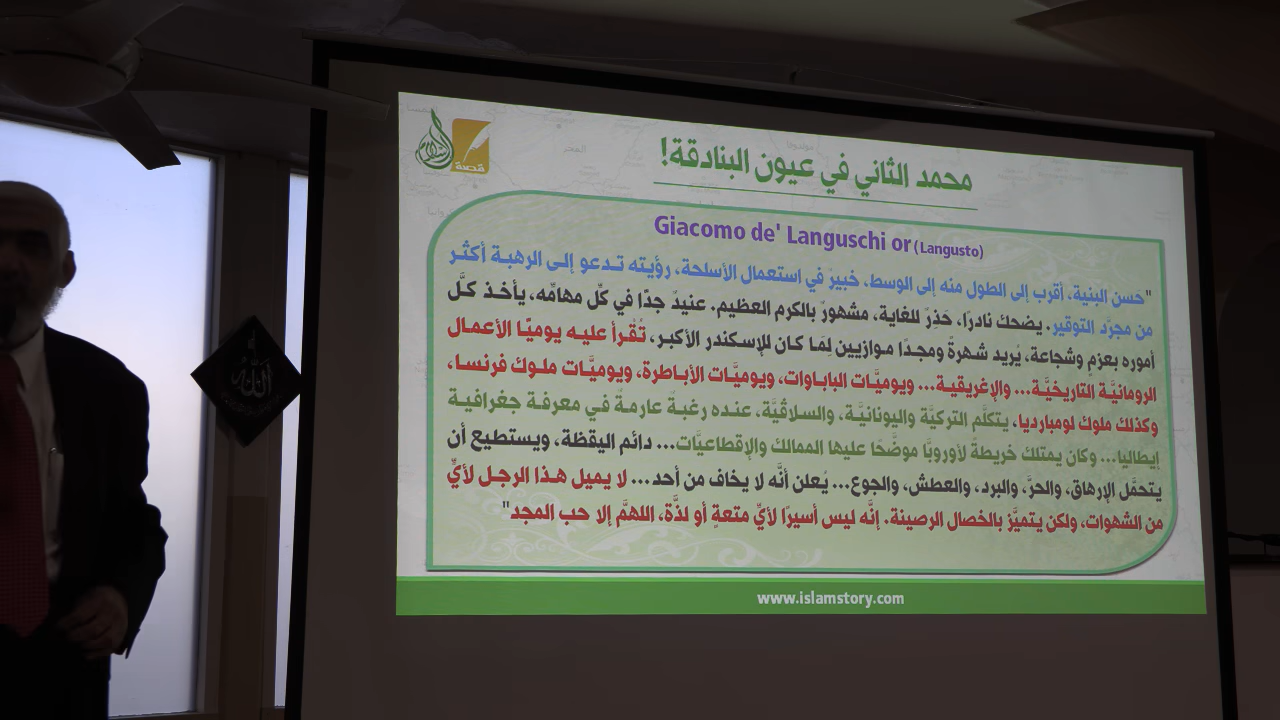 قصة
الإسلام
محمد الثاني في عيون البنادقة!
Giacomo de' Languschi or (Langusto)
"حسن البنية، أقرب إلى الطول منه إلى الوسط، خبيرٌ في استعمال الأسلحة، رؤيته تدعو إلى الرهبة أكثر
من مجرَّد التوقير. يضحك نادرًا، حَذِرٌ للغاية، مشهورٌ بالكرم العظيم. عنيدٌ جدًا في كلِّ مهامِّه، يأخذ كلَّ
أموره بعزمٍ وشجاعة، يُريد شهرةً ومجدًا موازيين لمَا كان للإسكندر الأكبر، تُقْرأ عليه يوميًّا الأعمال
الرومانيَّة التاريخيَّة... والإغريقية... ويوميَّات الباباوات، ويوميَّات الأباطرة، ويوميَّات ملوك فرنسا،
وكذلك ملوك لومبارديا، يتكلَّم التركيَّة واليونانيَّة، والسلاڤيَّة، عنده رغبةٌ عارمةٌ في معرفة جغرافية
إيطاليا... وكان يمتلك خريطةً لأوروبَّا موضَّحًا عليها الممالك والإقطاعيَّات... دائم اليقظة، ويستطيع أن
يتحمَّل الإرهاق، والحرَّ، والبرد، والعطش، والجوع... يُعلن أنَّه لا يخاف من أحد... لا يميل هذا الرجل لأيٍّ
من الشهوات، ولكن يتميَّز بالخصال الرصينة. إنَّه ليس أسيرًا لأيِّ متعةٍ أو لذَّة، اللهمَّ إلا حب المجد"
www.islamstory.com
الله